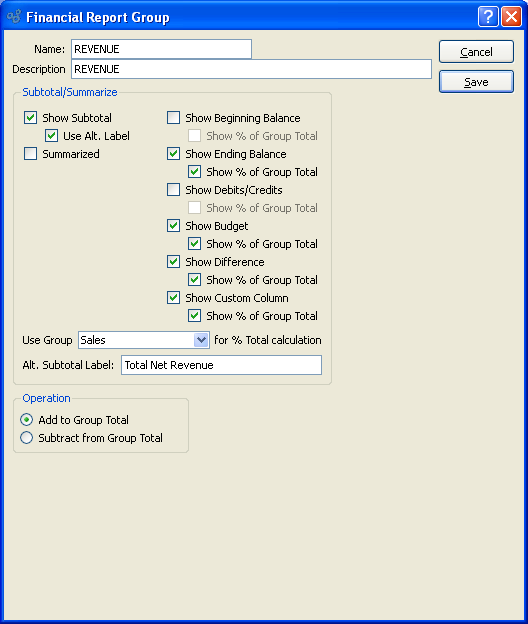 Financial Report Group
Name: REVENUE
Cancel
Description REVENUE
Save
Subtotal/Summarize
Show Subtotal
Use Alt. Label
Summarized
Show Beginning Balance
Show % of Group Total
Show Ending Balance
Show % of Group Total
Show Debits/Credits
Show % of Group Total
Show Budget
Show % of Group Total
Show Difference
Show % of Group Total
Show Custom Column
Show % of Group Total
Use Group Sales for % Total calculation
Alt. Subtotal Label: Total Net Revenue
Operation
Add to Group Total
Subtract from Group Total